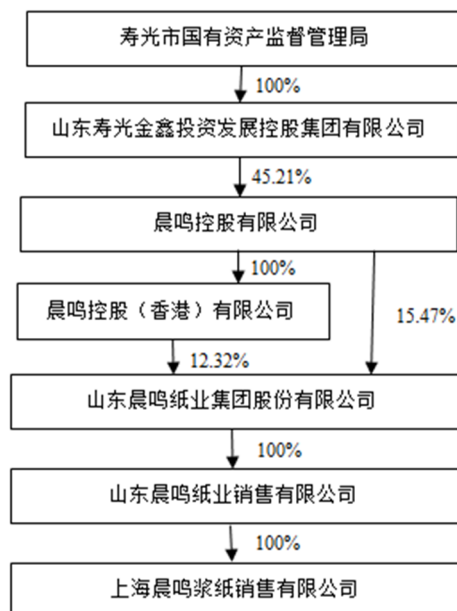 寿光市国有资产监督管理局
100%
山东寿光金鑫投资发展控股集团有限公司
45.21%
晨鸣控股有限公司
100%
晨鸣控股（香港）有限公司
15.47%
12.32%
山东晨鸣纸业集团股份有限公司
100%
山东晨鸣纸业销售有限公司
100%
上海晨鸣浆纸销售有限公司